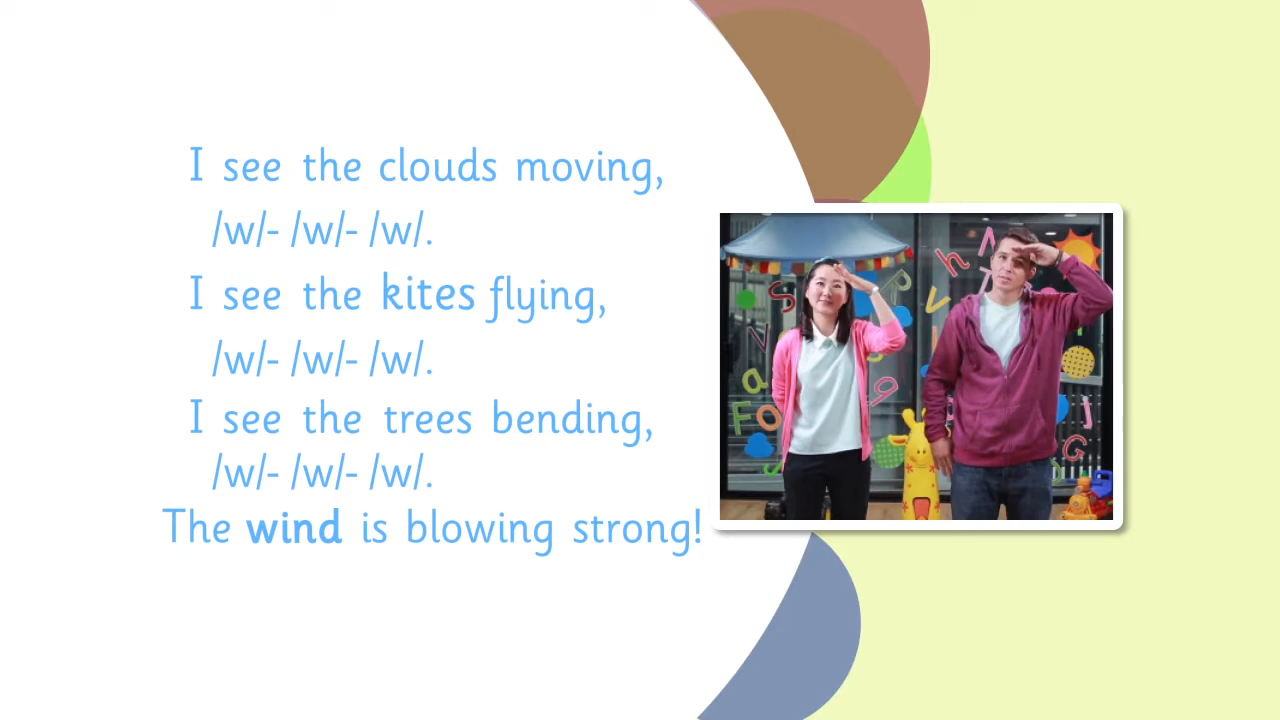 I see the clouds moving,
/w/- /w/- /w/.
I see the kites flying,
/w/- /w/- /w/.
I see the trees bending,
/w/- /w/- /w/.
The wind is blowing strong!